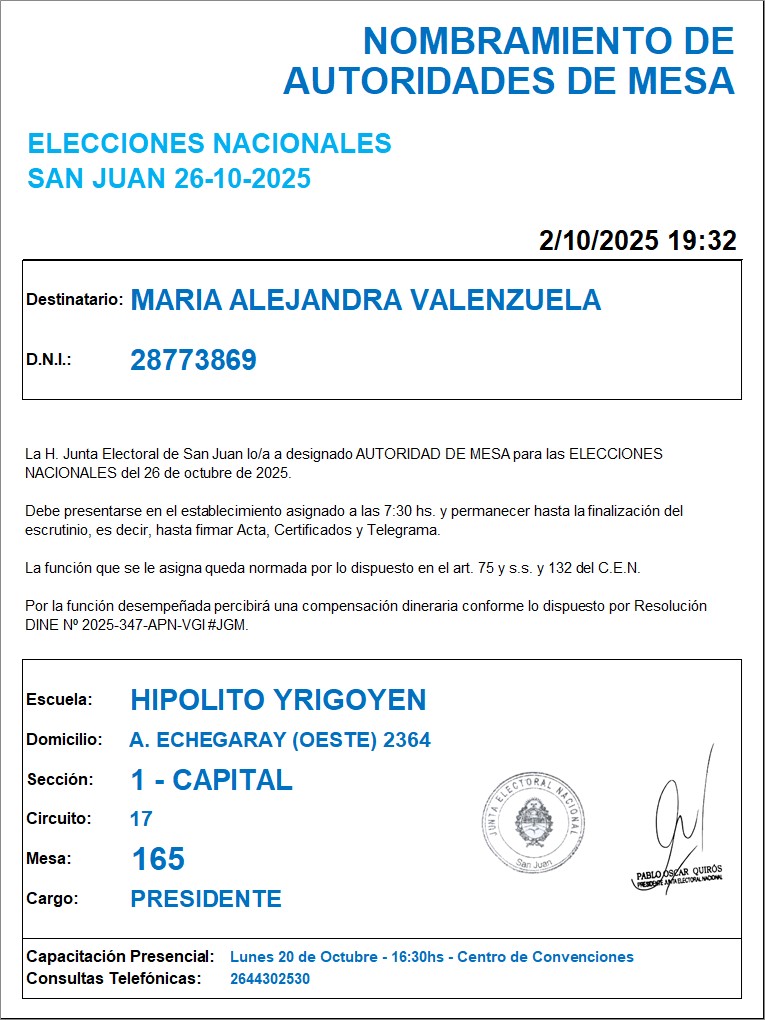 NOMBRAMIENTO DE
AUTORIDADES DE MESA
ELECCIONES NACIONALES
SAN JUAN 26-10-2025
2/10/2025 19:32
Destinatario: MARIA ALEJANDRA VALENZUELA
D.N.I.: 28773869
La H. Junta Electoral de San Juan lo/a a designado AUTORIDAD DE MESA para las ELECCIONES
NACIONALES del 26 de octubre de 2025.
Debe presentarse en el establecimiento asignado a las 7:30 hs. y permanecer hasta la finalización del
escrutinio, es decir, hasta firmar Acta, Certificados y Telegrama.
La función que se le asigna queda normada por lo dispuesto en el art. 75 y s.s. y 132 del C.E.N.
Por la función desempeñada percibirá una compensación dineraria conforme lo dispuesto por Resolución
DINE Nº 2025-347-APN-VGI #JGM.
Escuela: HIPOLITO YRIGOYEN
Domicilio: A. ECHEGARAY (OESTE) 2364
Sección: 1 - CAPITAL
Circuito: 17
Mesa: 165
Cargo: PRESIDENTE
JUNTA ELECTORAL NACIONAL
San Juan
PABLO OSCAR QUIRÓS
PRESIDENTE JUNTA ELECTORAL NACIONAL
Capacitación Presencial: Lunes 20 de Octubre - 16:30hs - Centro de Convenciones
Consultas Telefónicas: 2644302530